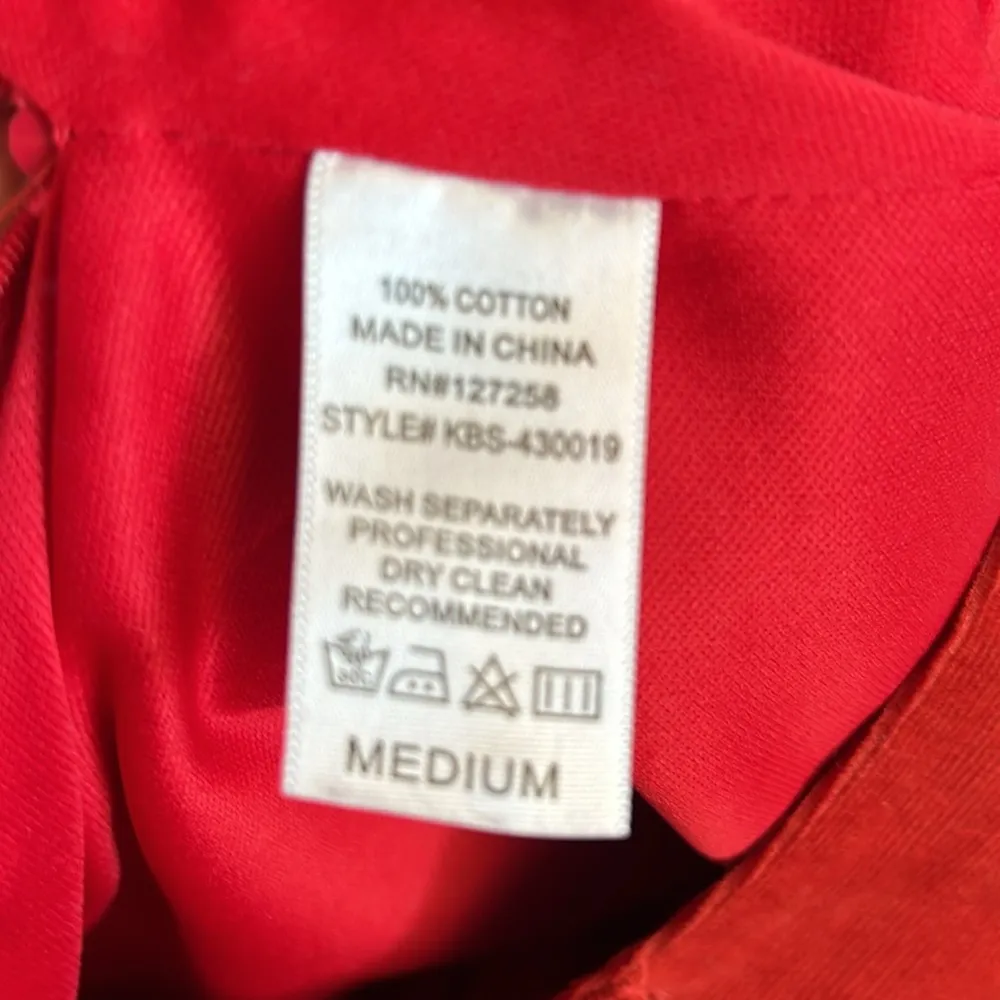 100% COTTON
MADE IN CHINA
RN#127258
STYLE# KBS-430019
WASH SEPARATELY
PROFESSIONAL
DRY CLEAN
RECOMMENDED
MEDIUM